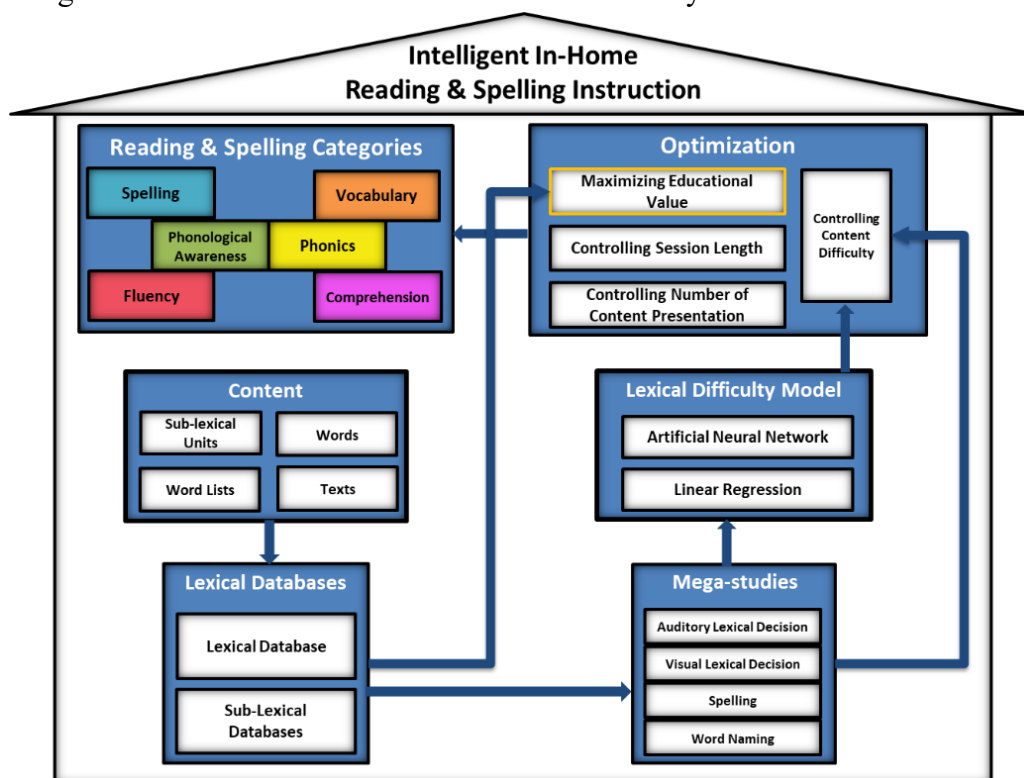 Intelligent In-Home
Reading & Spelling Instruction
Reading & Spelling Categories
Spelling
Vocabulary
Phonological
Awareness
Phonics
Fluency
Comprehension
Optimization
Maximizing Educational
Value
Controlling Session Length
Controlling Number of
Content Presentation
Controlling
Content
Difficulty
Content
Sub-lexical
Units
Words
Word Lists
Texts
Lexical Difficulty Model
Artificial Neural Network
Linear Regression
Lexical Databases
Lexical Database
Sub-Lexical
Databases
Mega-studies
Auditory Lexical Decision
Visual Lexical Decision
Spelling
Word Naming